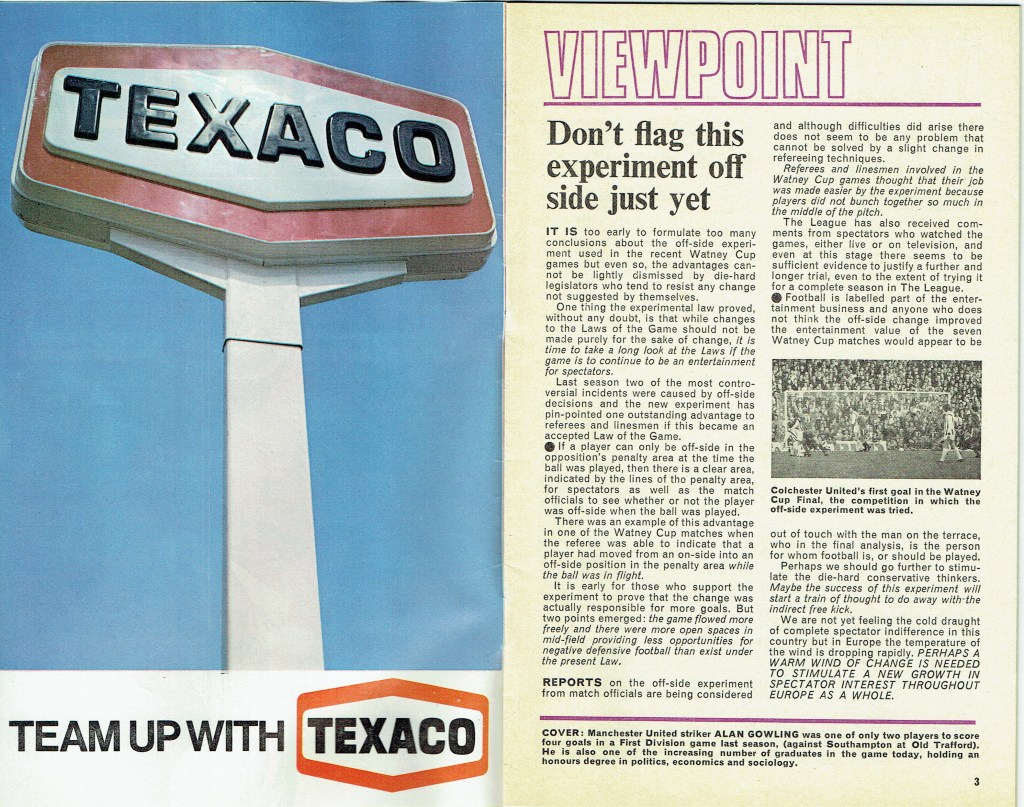 TEXACO
TEAM UP WITH TEXACO
VIEWPOINT
Don't flag this
experiment off
side just yet
IT IS too early to formulate too many
conclusions about the off-side experi-
ment used in the recent Watney Cup
games but even so, the advantages can-
not be lightly dismissed by die-hard
legislators who tend to resist any change
not suggested by themselves.
One thing the experimental law proved,
without any doubt, is that while changes
to the Laws of the Game should not be
made purely for the sake of change, it is
time to take a long look at the Laws if the
game is to continue to be an entertainment
for spectators.
Last season two of the most contro-
versial incidents were caused by off-side
decisions and the new experiment has
pin-pointed one outstanding advantage to
referees and linesmen if this became an
accepted Law of the Game.
● If a player can only be off-side in the
opposition's penalty area at the time the
ball was played, then there is a clear area,
indicated by the lines of the penalty area,
for spectators as well as the match
officials to see whether or not the player
was off-side when the ball was played.
There was an example of this advantage
in one of the Watney Cup matches when
the referee was able to indicate that a
player had moved from an on-side into an
off-side position in the penalty area while
the ball was in flight.
It is early for those who support the
experiment to prove that the change was
actually responsible for more goals. But
two points emerged: the game flowed more
freely and there were more open spaces in
mid-field providing less opportunities for
negative defensive football than exist under
the present Law.
REPORTS on the off-side experiment
from match officials are being considered
and although difficulties did arise there
does not seem to be any problem that
cannot be solved by a slight change in
refereeing techniques.
Referees and linesmen involved in the
Watney Cup games thought that their job
was made easier by the experiment because
players did not bunch together so much in
the middle of the pitch.
The League has also received com-
ments from spectators who watched the
games, either live or on television, and
even at this stage there seems to be
sufficient evidence to justify a further and
longer trial, even to the extent of trying it
for a complete season in The League.
● Football is labelled part of the enter-
tainment business and anyone who does
not think the off-side change improved
the entertainment value of the seven
Watney Cup matches would appear to be
Colchester United's first goal in the Watney
Cup Final, the competition in which the
off-side experiment was tried.
out of touch with the man on the terrace,
who in the final analysis, is the person
for whom football is, or should be played.
Perhaps we should go further to stimu-
late the die-hard conservative thinkers.
Maybe the success of this experiment will
start a train of thought to do away with the
indirect free kick.
We are not yet feeling the cold draught
of complete spectator indifference in this
country but in Europe the temperature of
the wind is dropping rapidly. PERHAPS A
WARM WIND OF CHANGE IS NEEDED
TO STIMULATE A NEW GROWTH IN
SPECTATOR INTEREST THROUGHOUT
EUROPE AS A WHOLE.
COVER: Manchester United striker ALAN GOWLING was one of only two players to score
four goals in a First Division game last season, (against Southampton at Old Trafford).
He is also one of the increasing number of graduates in the game today, holding an
honours degree in politics, economics and sociology.
3